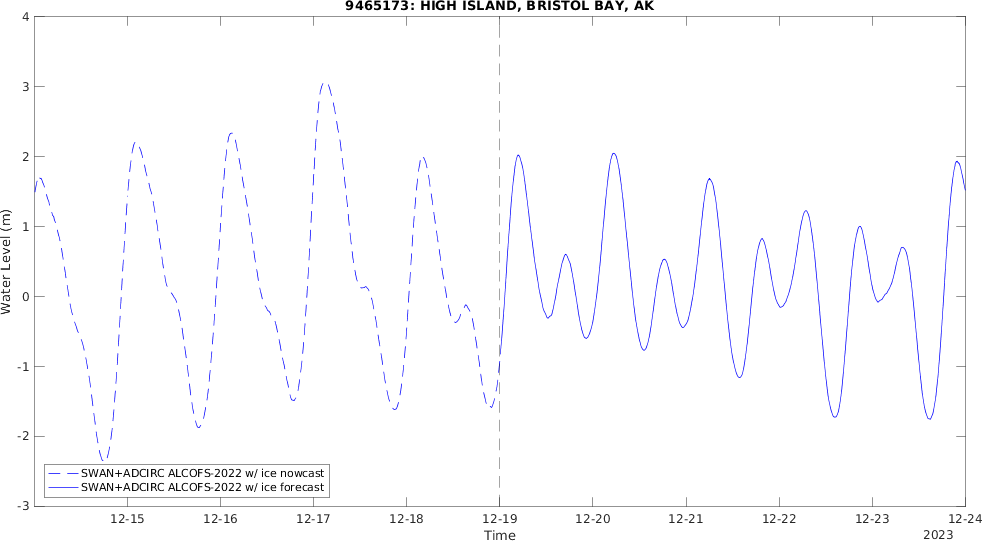 9465173: HIGH ISLAND, BRISTOL BAY, AK
Water Level (m)
4
3
2
1
0
-1
-2
-3
SWAN+ADCIRC ALCOFS-2022 w/ ice nowcast
SWAN+ADCIRC ALCOFS-2022 w/ ice forecast
12-15 12-16 12-17 12-18 12-19 12-20 12-21 12-22 12-23 12-24
Time
2023